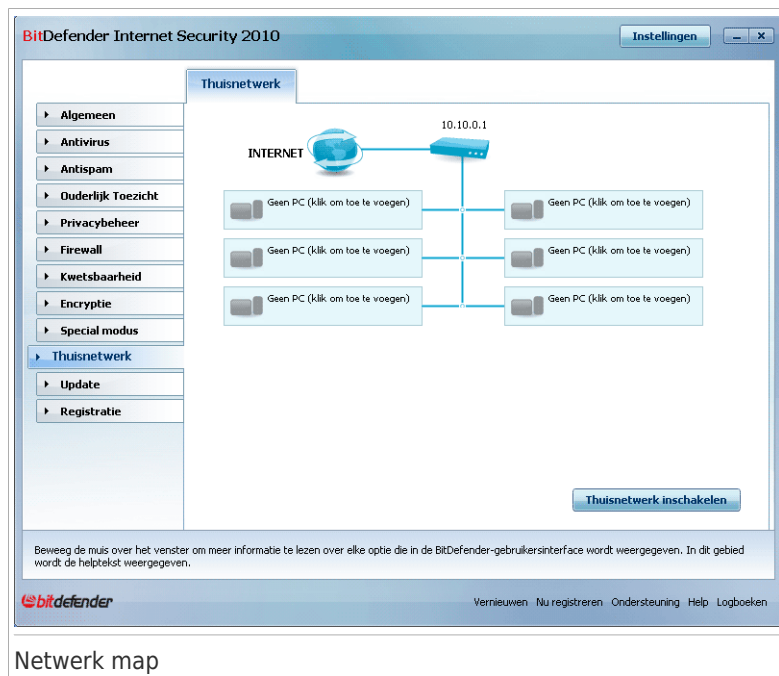 BitDefender Internet Security 2010
Instellingen
Thuisnetwerk
Algemeen
Antivirus
Antispam
Ouderlijk Toezicht
Privacybeheer
Firewall
Kwetsbaarheid
Encryptie
Special modus
Thuisnetwerk
Update
Registratie
10.10.0.1
INTERNET
Geen PC (klik om toe te voegen)
Geen PC (klik om toe te voegen)
Geen PC (klik om toe te voegen)
Geen PC (klik om toe te voegen)
Geen PC (klik om toe te voegen)
Geen PC (klik om toe te voegen)
Thuisnetwerk inschakelen
Beweeg de muis over het venster om meer informatie te lezen over elke optie die in de BitDefender-gebruikersinterface wordt weergegeven. In dit gebied
wordt de helptekst weergegeven.
bitdefender
Vernieuwen Nu registreren Ondersteuning Help Logboeken
Netwerk map